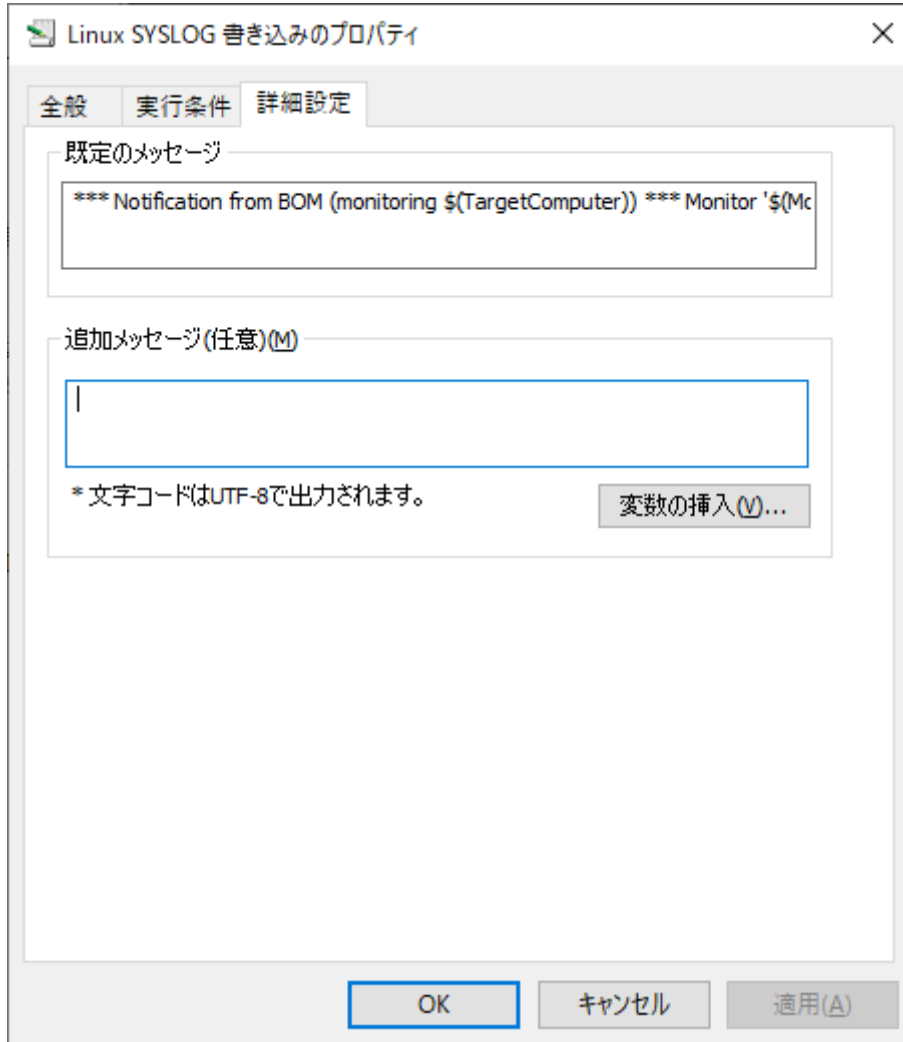 Linux SYSLOG 書き込みのプロパティ
全般 実行条件 詳細設定
既定のメッセージ
*** Notification from BOM (monitoring $(TargetComputer)) *** Monitor '$(Mc
追加メッセージ(任意)(M)
* 文字コードはUTF-8で出力されます。
変数の挿入(V)...
OK キャンセル 適用(A)